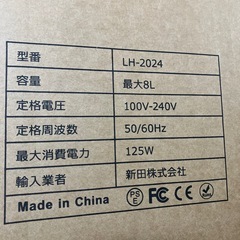 型番 LH-2024
容量 最大8L
定格電圧 100V-240V
定格周波数 50/60Hz
最大消費電力 125W
輸入業者 新田株式会社
Made in China PSE CE FC